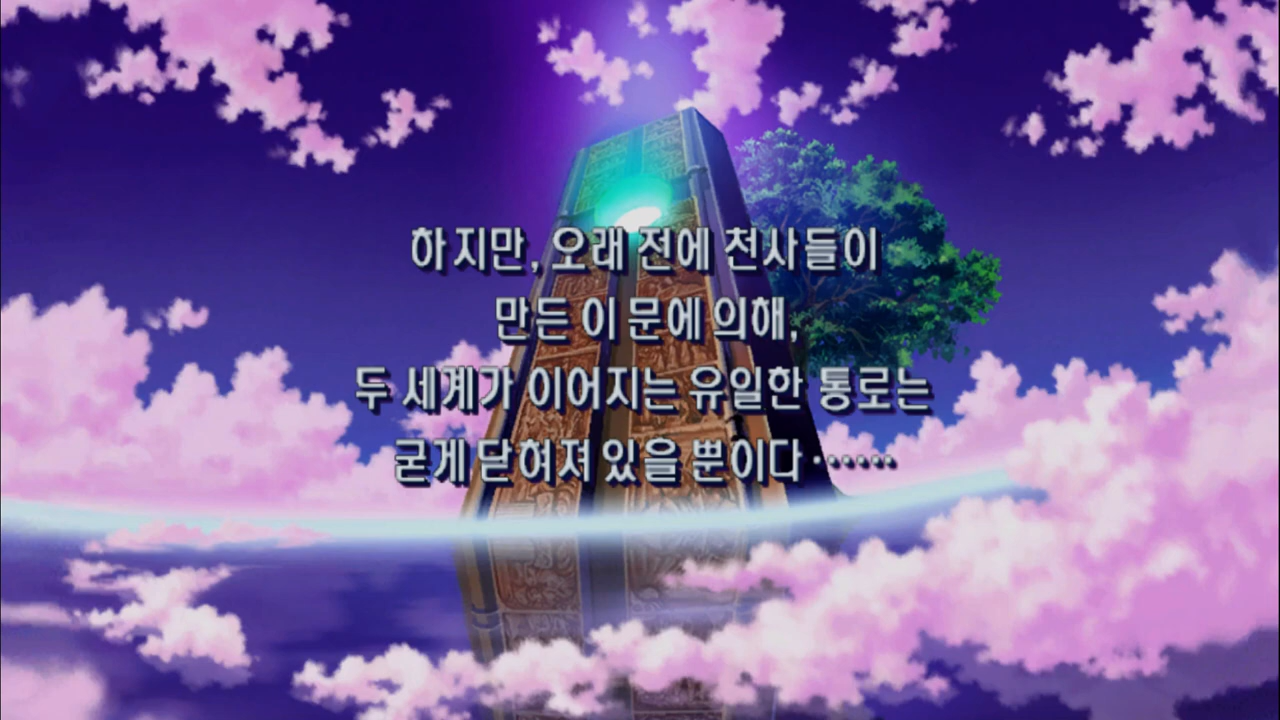 하지만, 오래 전에 천사들이
만든 이 문에 의해,
두 세계가 이어지는 유일한 통로는
굳게 닫혀져 있을 뿐이다……